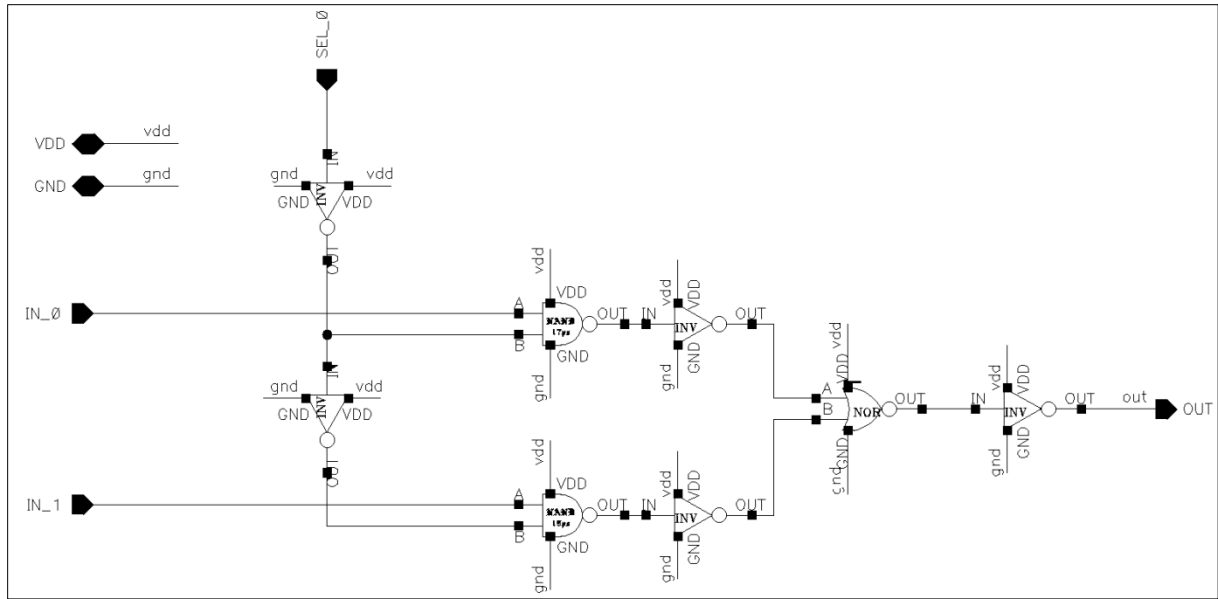 SEL_0
VDD vdd
GND gnd
IN
gnd vdd
GND INV VDD
OUT
IN_0
vdd
A VDD
NAND OUT
B GND
gnd
IN
vdd
VDD
INV OUT
GND
gnd
IN
gnd vdd
GND INV VDD
OUT
vdd
VDD
A
B
NOR OUT
GND
gnd
IN
vdd
VDD
INV OUT out OUT
GND
gnd
IN_1
vdd
A VDD
NAND OUT
B GND
gnd
IN
vdd
VDD
INV OUT
GND
gnd